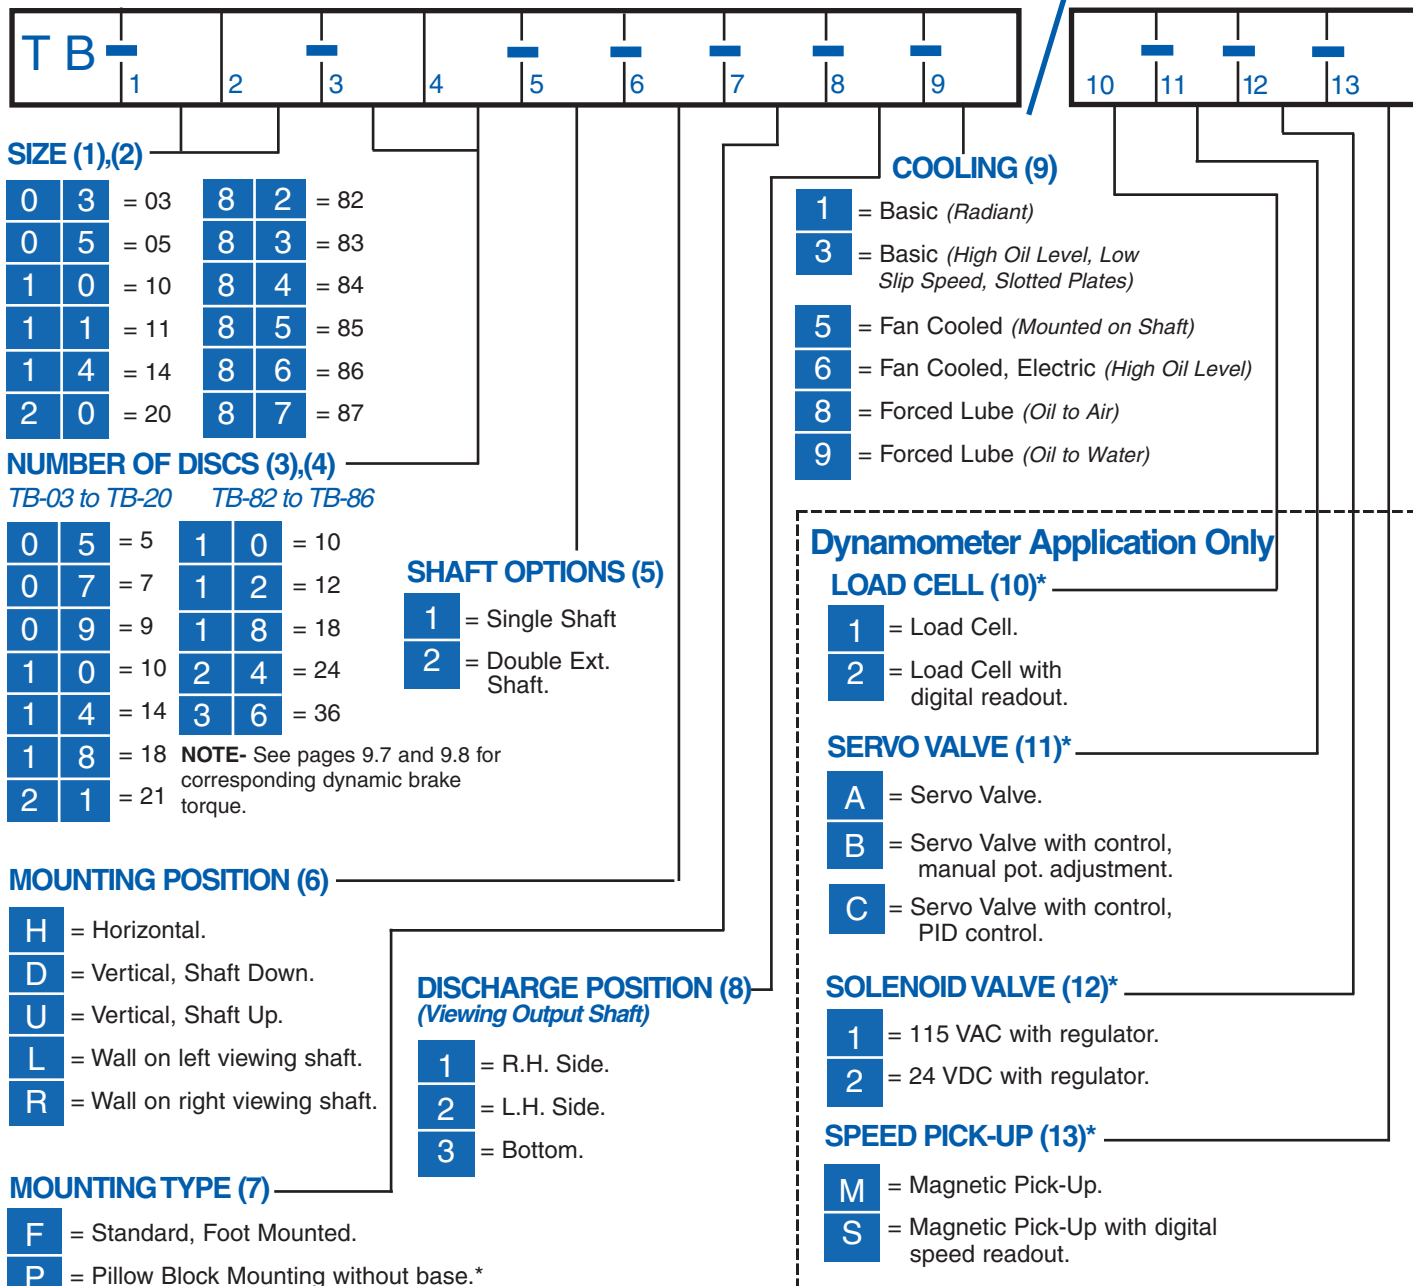 TB
1 2 3 4 5 6 7 8 9 / 10 11 12 13
SIZE (1),(2)
0 3 = 03
0 5 = 05
1 0 = 10
1 1 = 11
1 4 = 14
2 0 = 20
8 2 = 82
8 3 = 83
8 4 = 84
8 5 = 85
8 6 = 86
8 7 = 87
NUMBER OF DISCS (3),(4)
TB-03 to TB-20
0 5 = 5
0 7 = 7
0 9 = 9
1 0 = 10
1 4 = 14
1 8 = 18
2 1 = 21
TB-82 to TB-86
1 0 = 10
1 2 = 12
1 8 = 18
2 4 = 24
3 6 = 36
NOTE- See pages 9.7 and 9.8 for
corresponding dynamic brake
torque.
SHAFT OPTIONS (5)
1 = Single Shaft
2 = Double Ext.
Shaft.
MOUNTING POSITION (6)
H = Horizontal.
D = Vertical, Shaft Down.
U = Vertical, Shaft Up.
L = Wall on left viewing shaft.
R = Wall on right viewing shaft.
MOUNTING TYPE (7)
F = Standard, Foot Mounted.
P = Pillow Block Mounting without base.*
DISCHARGE POSITION (8)
(Viewing Output Shaft)
1 = R.H. Side.
2 = L.H. Side.
3 = Bottom.
COOLING (9)
1 = Basic (Radiant)
3 = Basic (High Oil Level, Low
Slip Speed, Slotted Plates)
5 = Fan Cooled (Mounted on Shaft)
6 = Fan Cooled, Electric (High Oil Level)
8 = Forced Lube (Oil to Air)
9 = Forced Lube (Oil to Water)
Dynamometer Application Only
LOAD CELL (10)*
1 = Load Cell.
2 = Load Cell with
digital readout.
SERVO VALVE (11)*
A = Servo Valve.
B = Servo Valve with control,
manual pot. adjustment.
C = Servo Valve with control,
PID control.
SOLENOID VALVE (12)*
1 = 115 VAC with regulator.
2 = 24 VDC with regulator.
SPEED PICK-UP (13)*
M = Magnetic Pick-Up.
S = Magnetic Pick-Up with digital
speed readout.